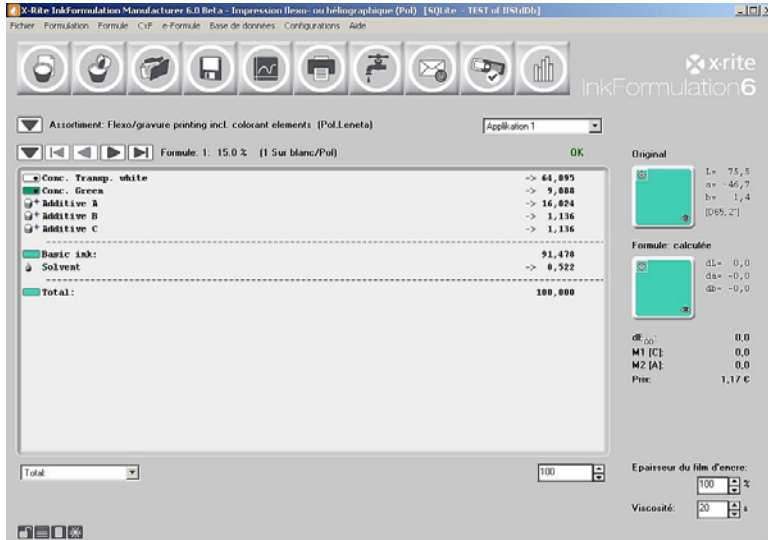 X-Rite InkFormulation Manufacturer 6.0 Beta - Impression flexo- ou héliographique (Pol) [SQLite - TEST of IIStdDb]
Fichier Formulation Formule CxF e-Formule Base de données Configurations Aide
x-rite
InkFormulation6
Assortiment: Flexo/gravure printing incl. colorant elements (Pol.Leneta)
Applikation 1
Formule: 1: 15.0 % (1 Sur blanc/Pol)
OK
Conc. Transp. white -> 64,095
Conc. Green -> 9,088
Additive A -> 16,024
Additive B -> 1,136
Additive C -> 1,136
Basic ink: 91,478
Solvent -> 8,522
Total: 100,000
Original
L= 75,5
a= -46,7
b= 1,4
[D65,2°]
Formule: calculée
dL= 0,0
da= -0,0
db= -0,0
dE00: 0,0
M1 [C]: 0,0
M2 [A]: 0,0
Prix: 1,17 €
Total: 100
Epaisseur du film d'encre:
100 %
Viscosité: 20 s